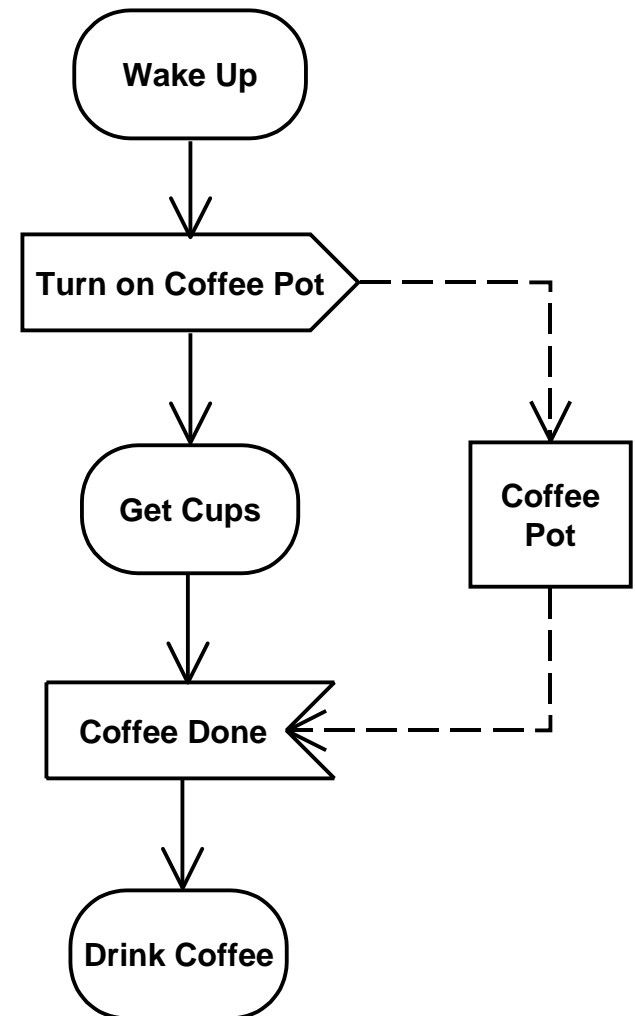 Wake Up
Turn on Coffee Pot
Get Cups
Coffee
Pot
Coffee Done
Drink Coffee